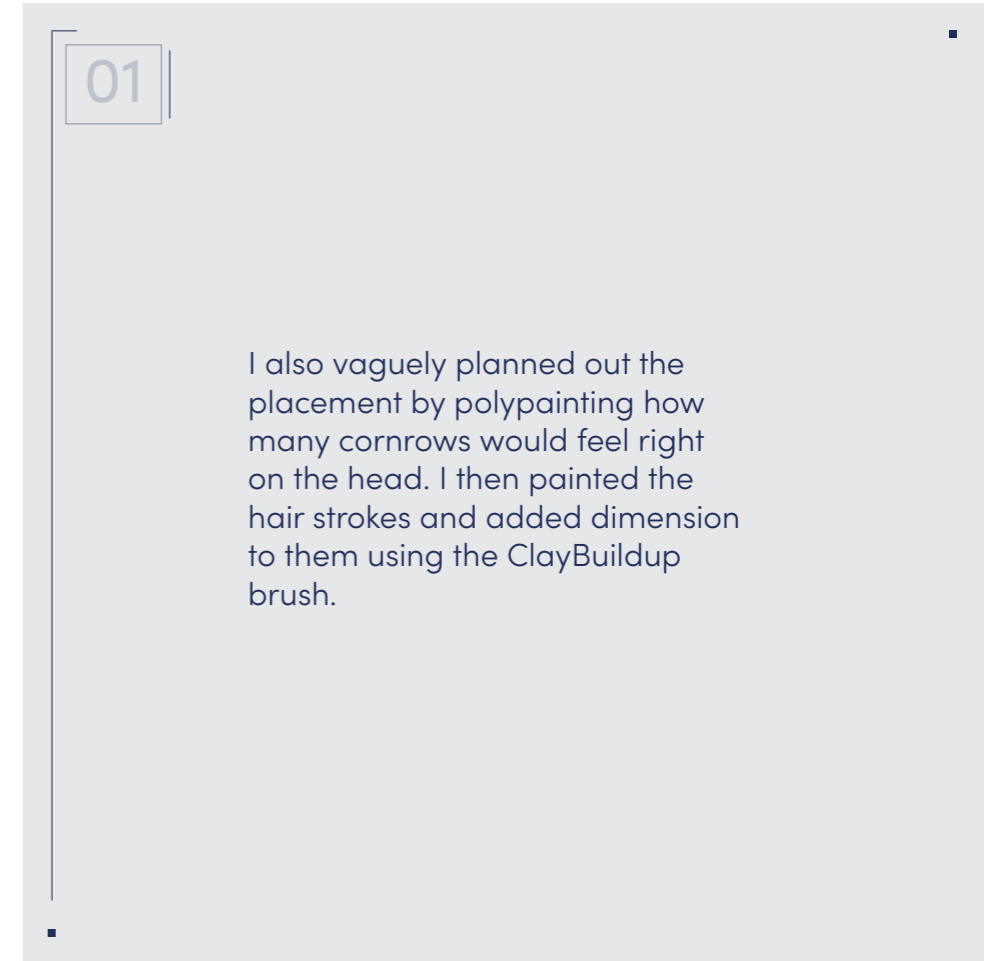 01
I also vaguely planned out the
placement by polypainting how
many cornrows would feel right
on the head. I then painted the
hair strokes and added dimension
to them using the ClayBuildup
brush.